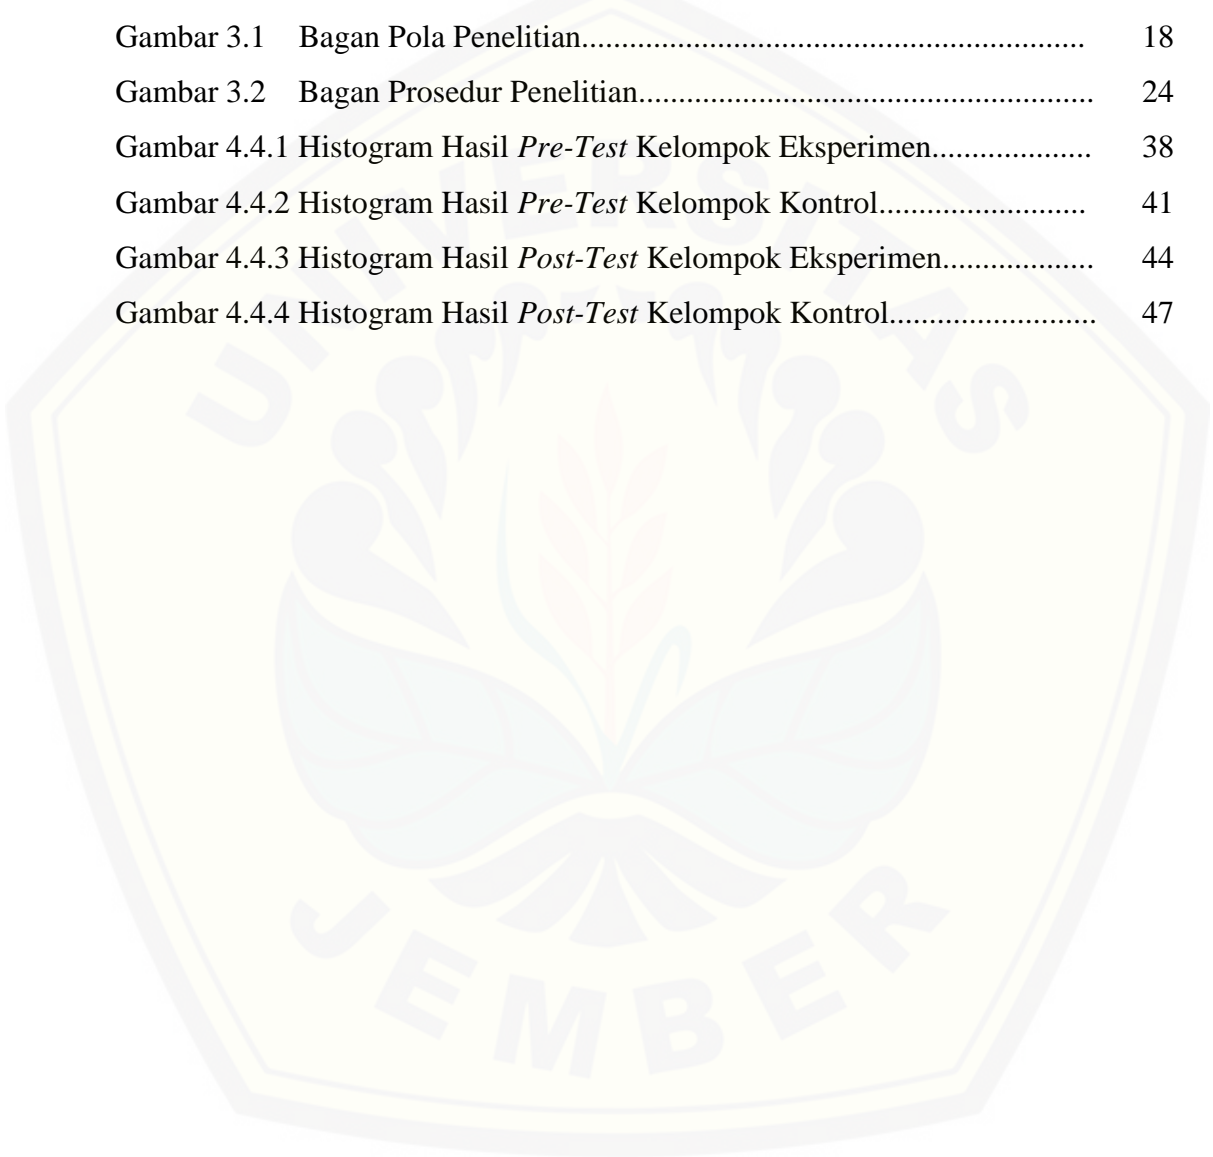 Gambar 3.1 Bagan Pola Penelitian............................................................... 18
Gambar 3.2 Bagan Prosedur Penelitian......................................................... 24
Gambar 4.4.1 Histogram Hasil Pre-Test Kelompok Eksperimen.................... 38
Gambar 4.4.2 Histogram Hasil Pre-Test Kelompok Kontrol.......................... 41
Gambar 4.4.3 Histogram Hasil Post-Test Kelompok Eksperimen................... 44
Gambar 4.4.4 Histogram Hasil Post-Test Kelompok Kontrol.......................... 47
UNIVERSITAS
JEMBER